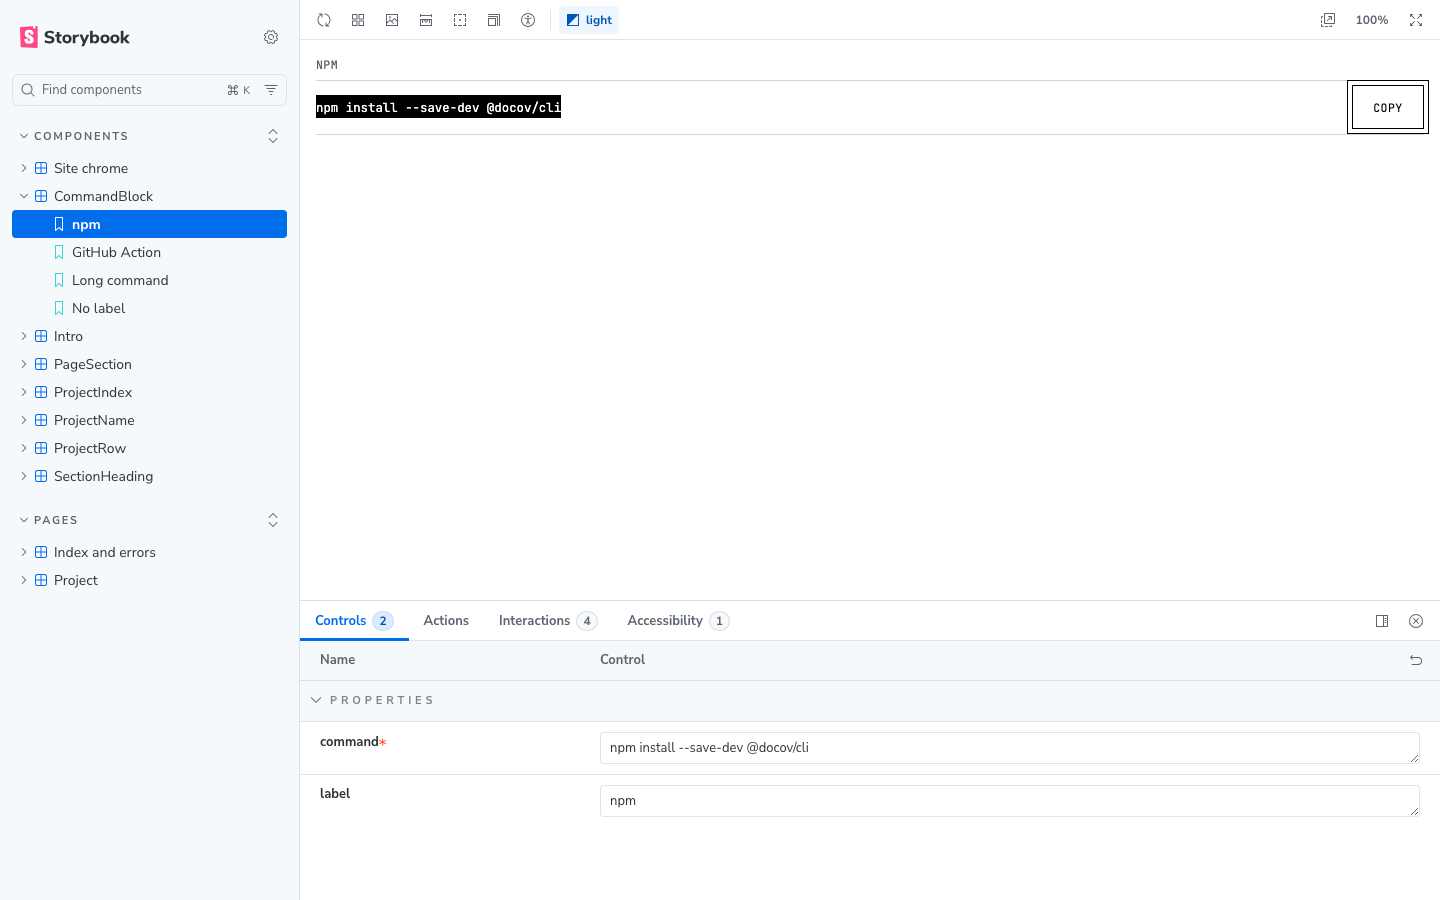 Storybook
Find components
⌘ K
COMPONENTS
Site chrome
CommandBlock
npm
GitHub Action
Long command
No label
Intro
PageSection
ProjectIndex
ProjectName
ProjectRow
SectionHeading
PAGES
Index and errors
Project
light
100%
NPM
npm install --save-dev @docov/cli
COPY
Controls 2
Actions
Interactions 4
Accessibility 1
Name
Control
PROPERTIES
command*
npm install --save-dev @docov/cli
label
npm